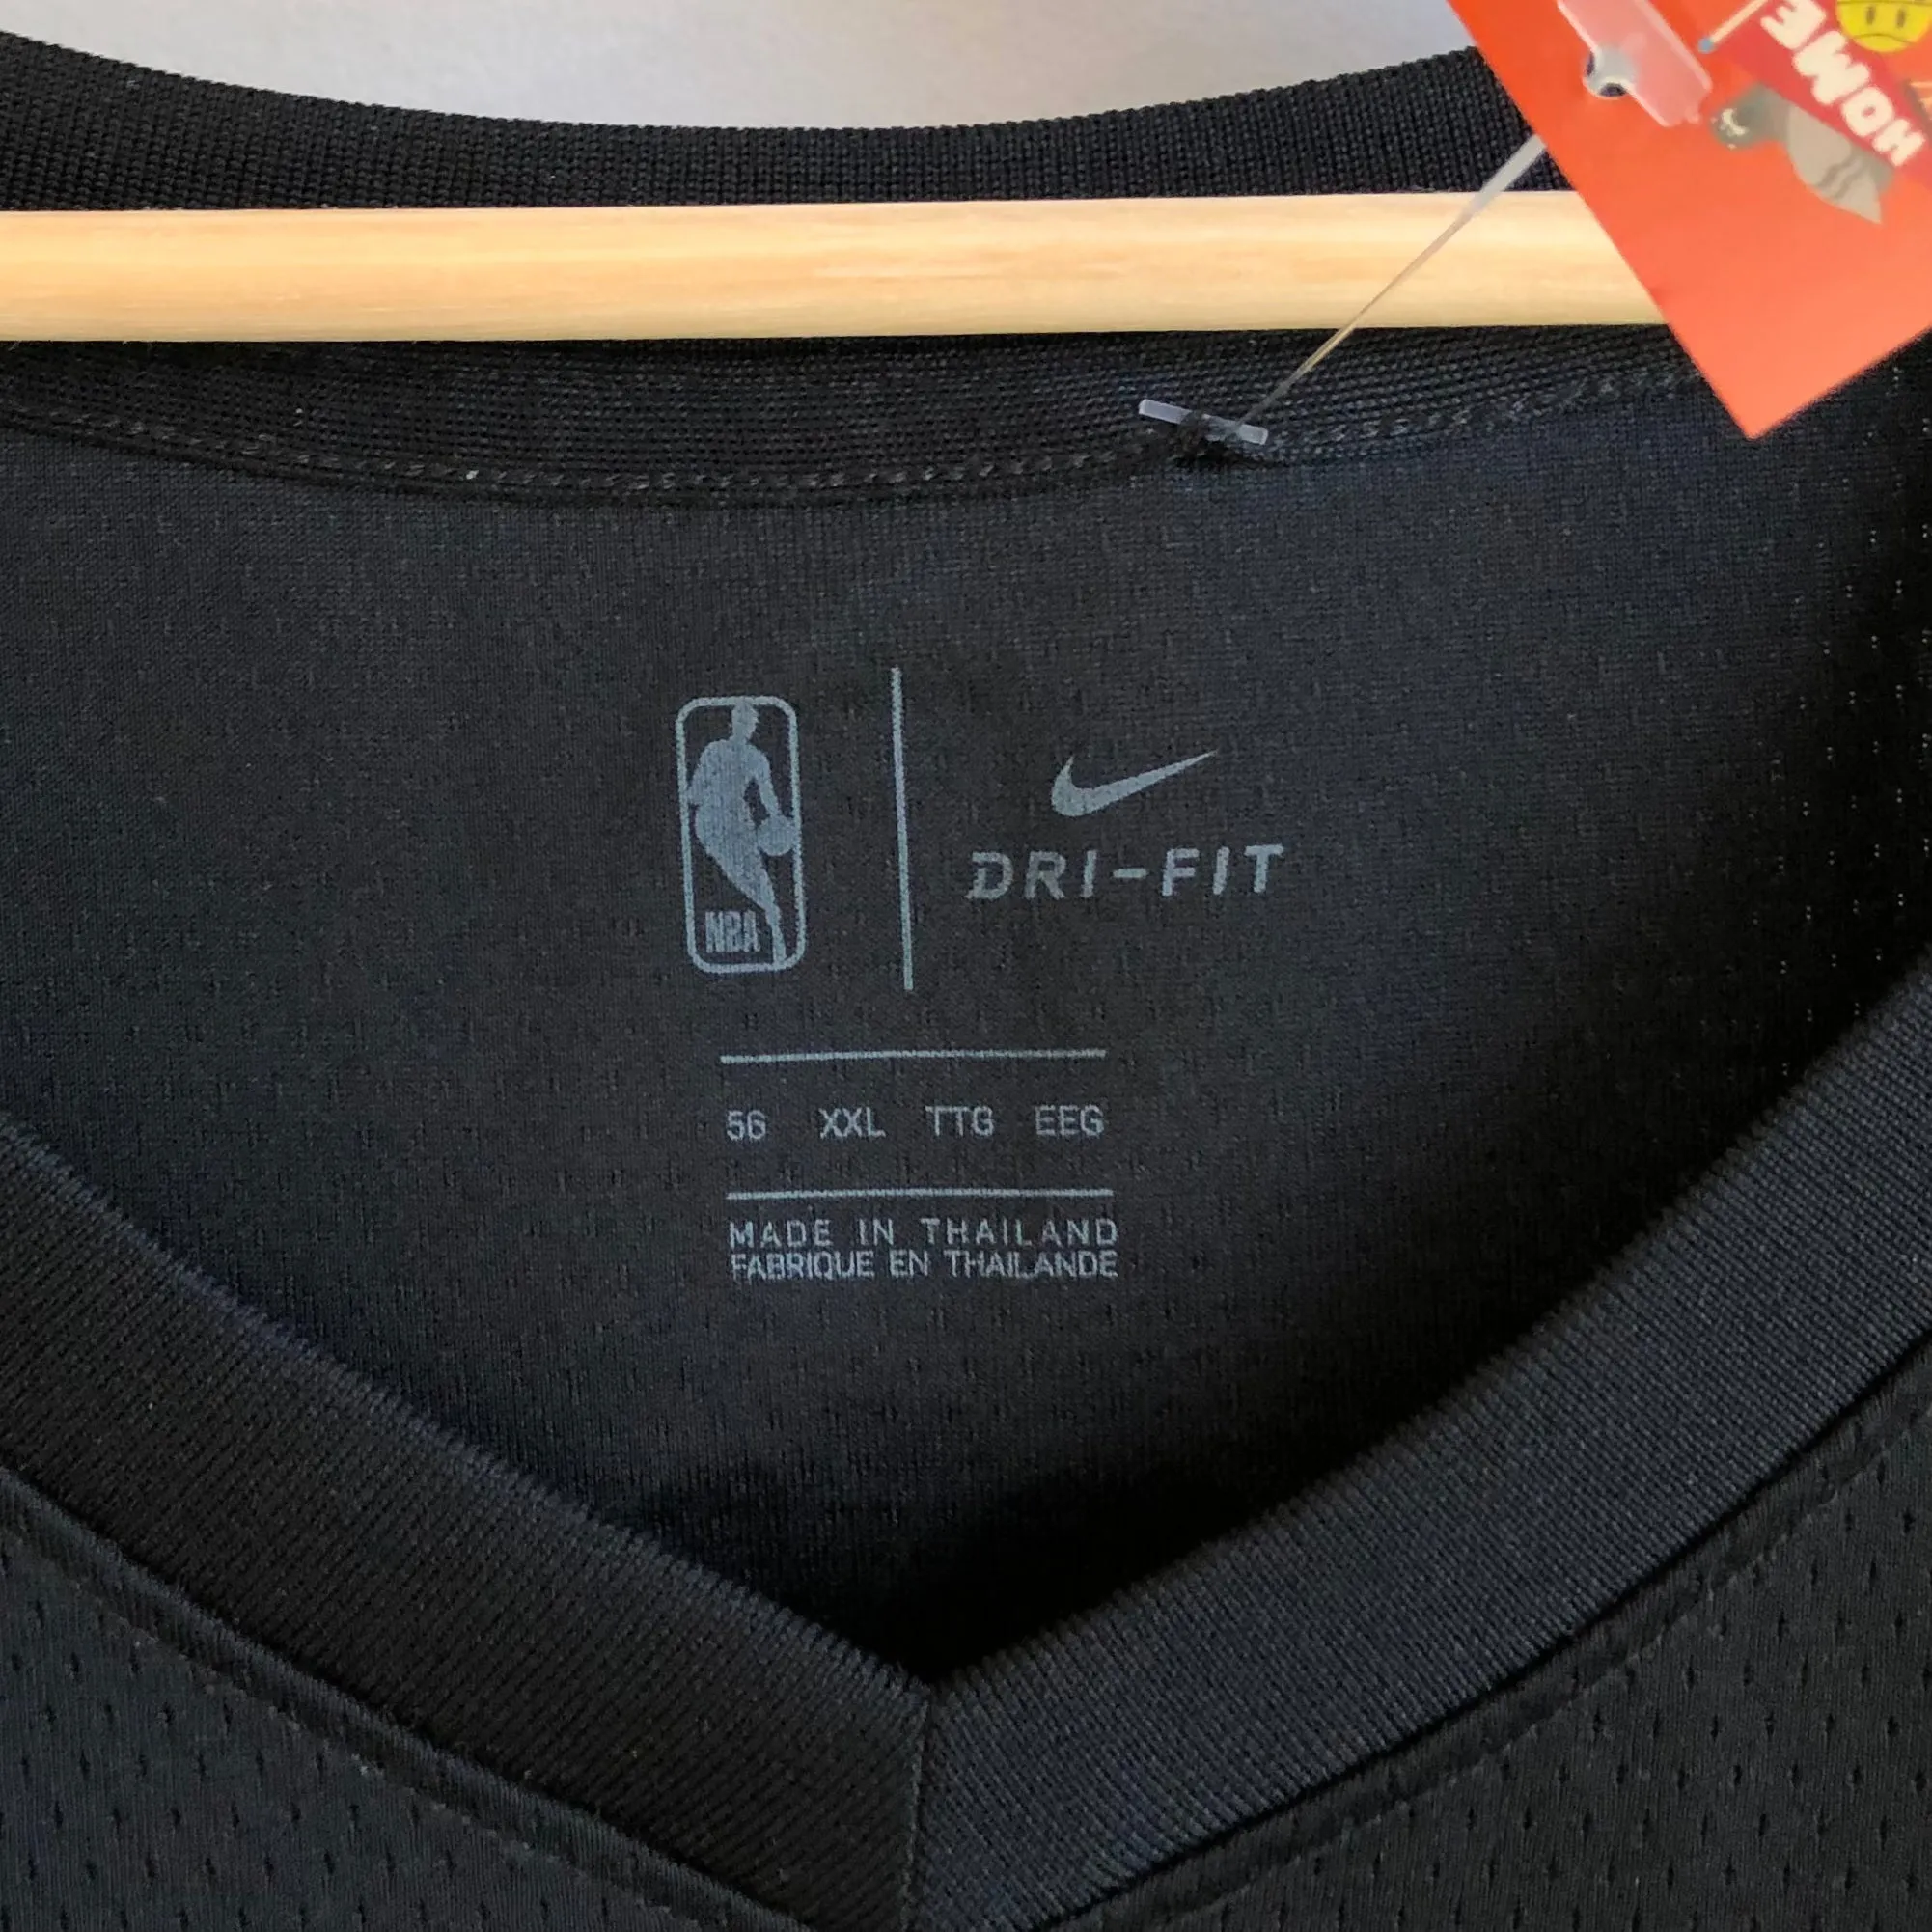 HOME
NBA
DRI-FIT
56 XXL TTG EEG
MADE IN THAILAND
FABRIQUE EN THAILANDE